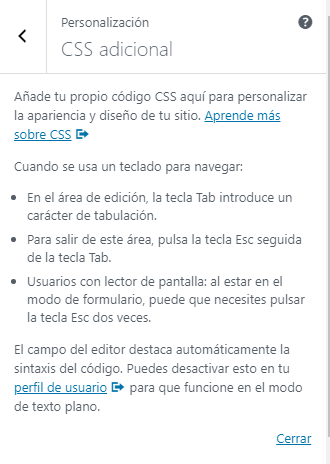 Personalización
CSS adicional
Añade tu propio código CSS aquí para personalizar
la apariencia y diseño de tu sitio. Aprende más
sobre CSS
Cuando se usa un teclado para navegar:
• En el área de edición, la tecla Tab introduce un
carácter de tabulación.
• Para salir de este área, pulsa la tecla Esc seguida
de la tecla Tab.
• Usuarios con lector de pantalla: al estar en el
modo de formulario, puede que necesites pulsar
la tecla Esc dos veces.
El campo del editor destaca automáticamente la
sintaxis del código. Puedes desactivar esto en tu
perfil de usuario para que funcione en el modo
de texto plano.
Cerrar